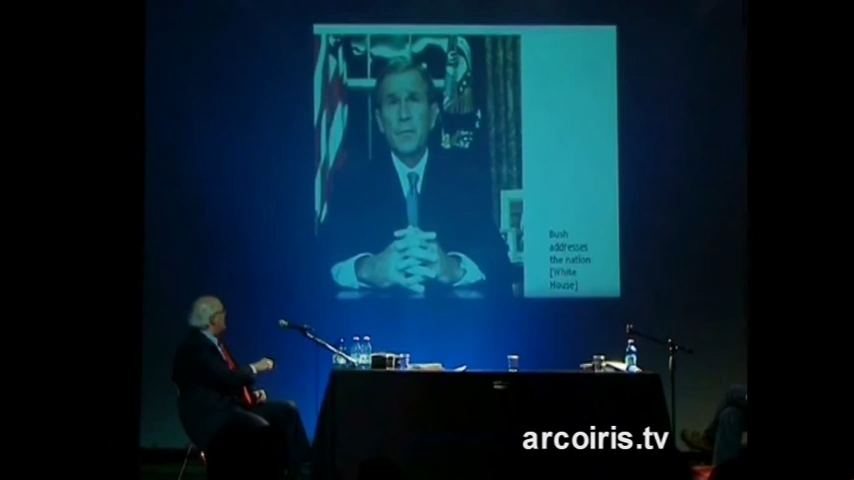 Bush
addresses
the nation
[White
House]
arcoiris.tv